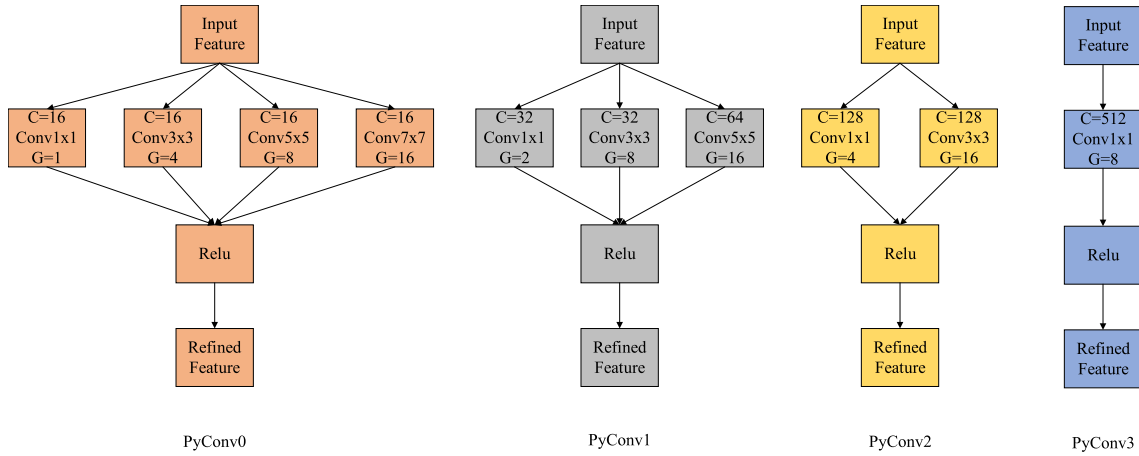 Input
Feature
C=16
Conv1x1
G=1
C=16
Conv3x3
G=4
C=16
Conv5x5
G=8
C=16
Conv7x7
G=16
Relu
Refined
Feature
PyConv0
Input
Feature
C=32
Conv1x1
G=2
C=32
Conv3x3
G=8
C=64
Conv5x5
G=16
Relu
Refined
Feature
PyConv1
Input
Feature
C=128
Conv1x1
G=4
C=128
Conv3x3
G=16
Relu
Refined
Feature
PyConv2
Input
Feature
C=512
Conv1x1
G=8
Relu
Refined
Feature
PyConv3